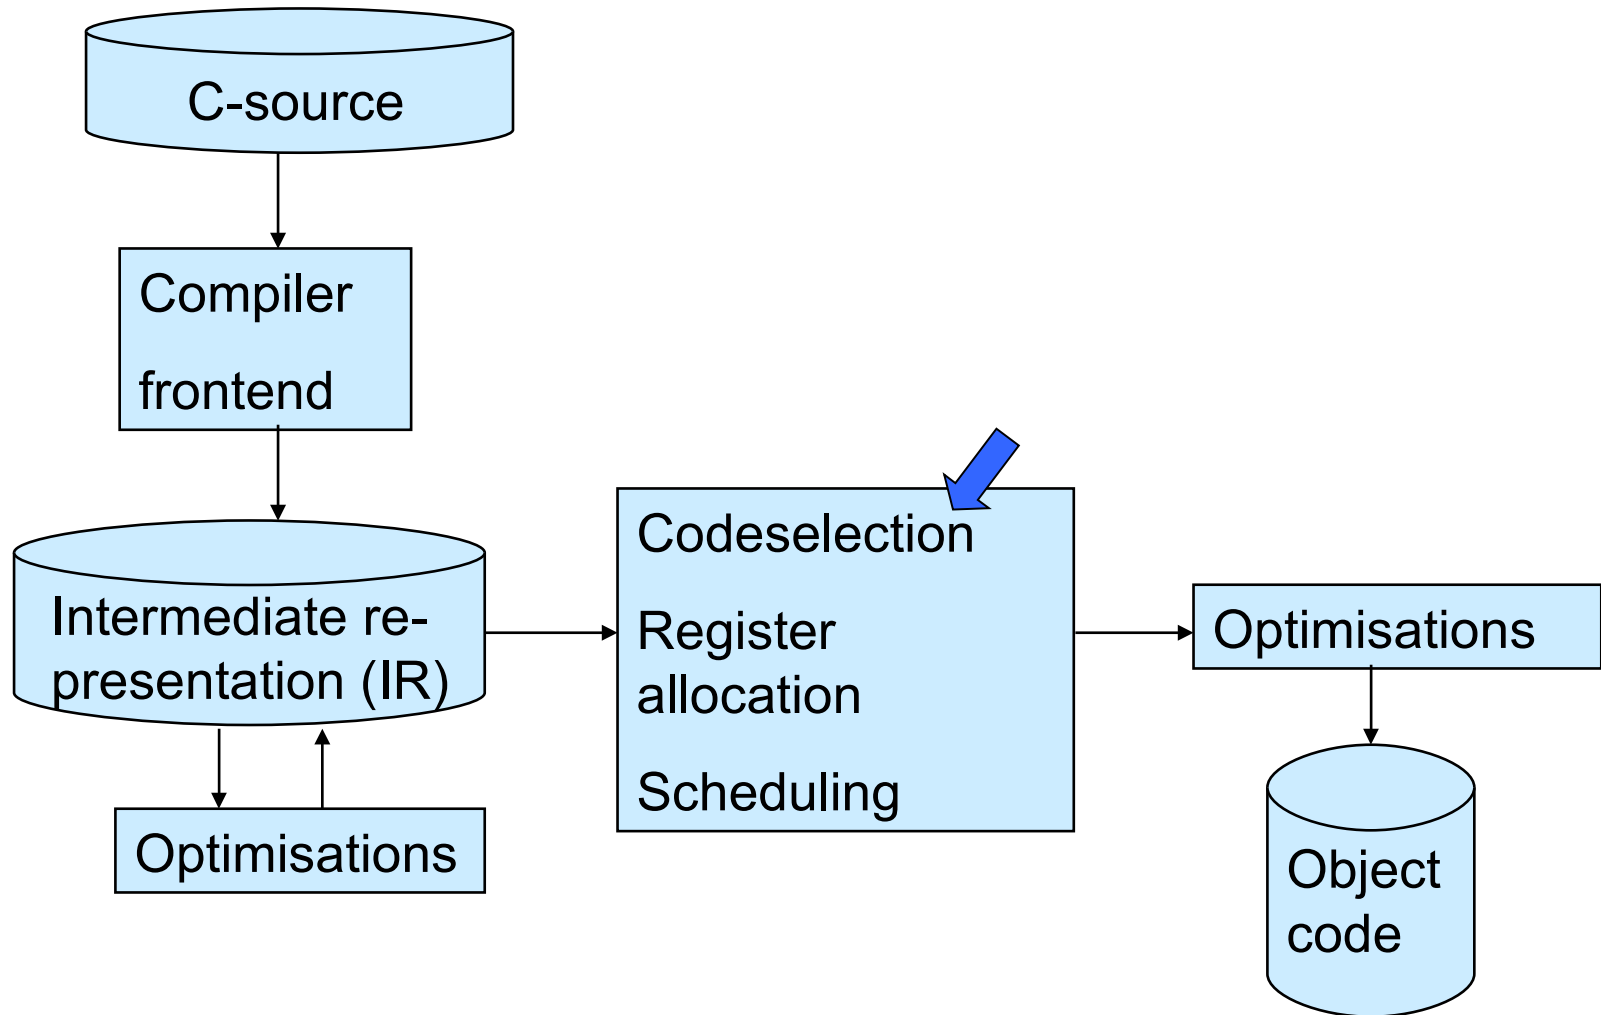 C-source
Compiler
frontend
Intermediate re-
presentation (IR)
Optimisations
Codeselection
Register
allocation
Scheduling
Optimisations
Object
code